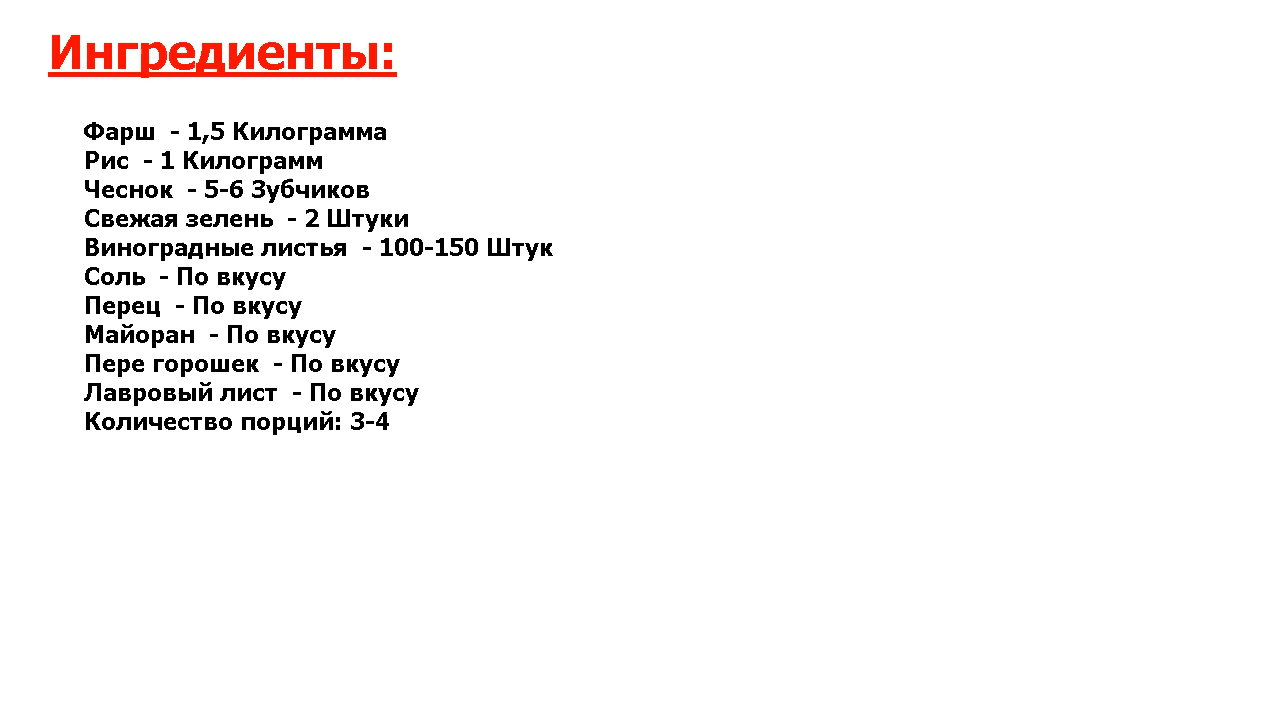 Ингредиенты:
Фарш - 1,5 Килограмма
Рис - 1 Килограмм
Чеснок - 5-6 Зубчиков
Свежая зелень - 2 Штуки
Виноградные листья - 100-150 Штук
Соль - По вкусу
Перец - По вкусу
Майоран - По вкусу
Пере горошек - По вкусу
Лавровый лист - По вкусу
Количество порций: 3-4